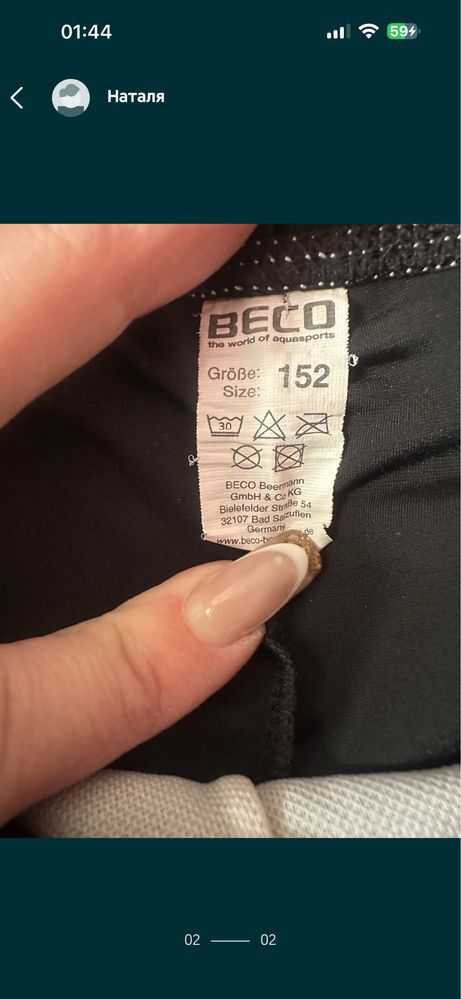 01:44
59
Наталя
BECO
the world of aquasports
Größe: 152
Size:
30
BECO Beermann
GmbH & Co KG
Bielefelder Straße 54
32107 Bad Salzuflen
Germany
de
02 02